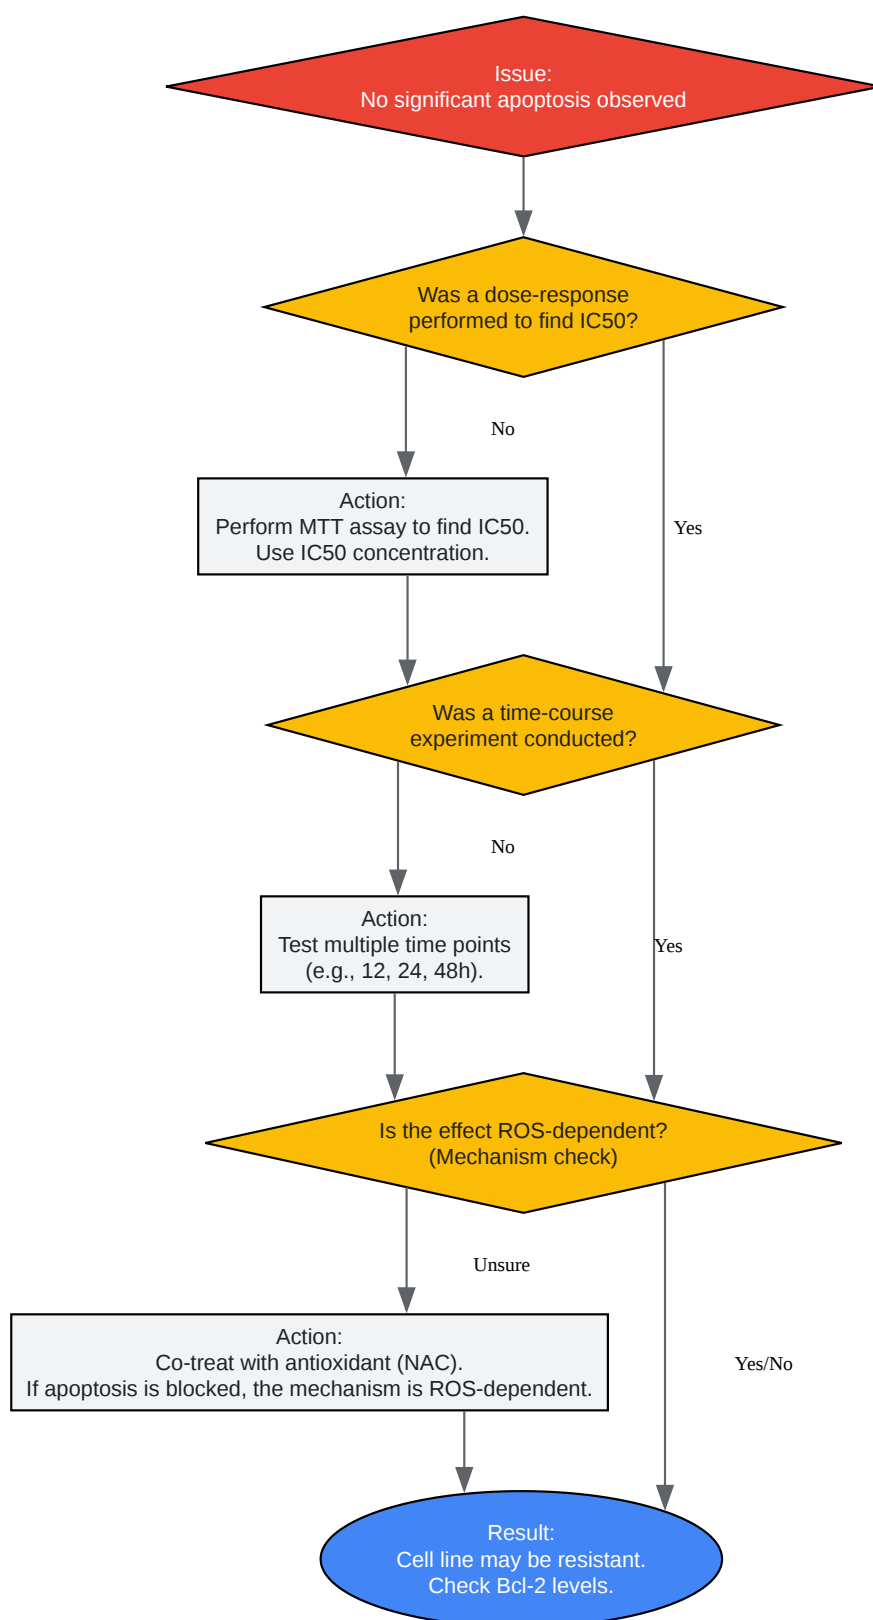 Issue:
No significant apoptosis observed
Was a dose-response
performed to find IC50?
No
Action:
Perform MTT assay to find IC50.
Use IC50 concentration.
Yes
Was a time-course
experiment conducted?
No
Action:
Test multiple time points
(e.g., 12, 24, 48h).
Yes
Is the effect ROS-dependent?
(Mechanism check)
Unsure
Action:
Co-treat with antioxidant (NAC).
If apoptosis is blocked, the mechanism is ROS-dependent.
Yes/No
Result:
Cell line may be resistant.
Check Bcl-2 levels.